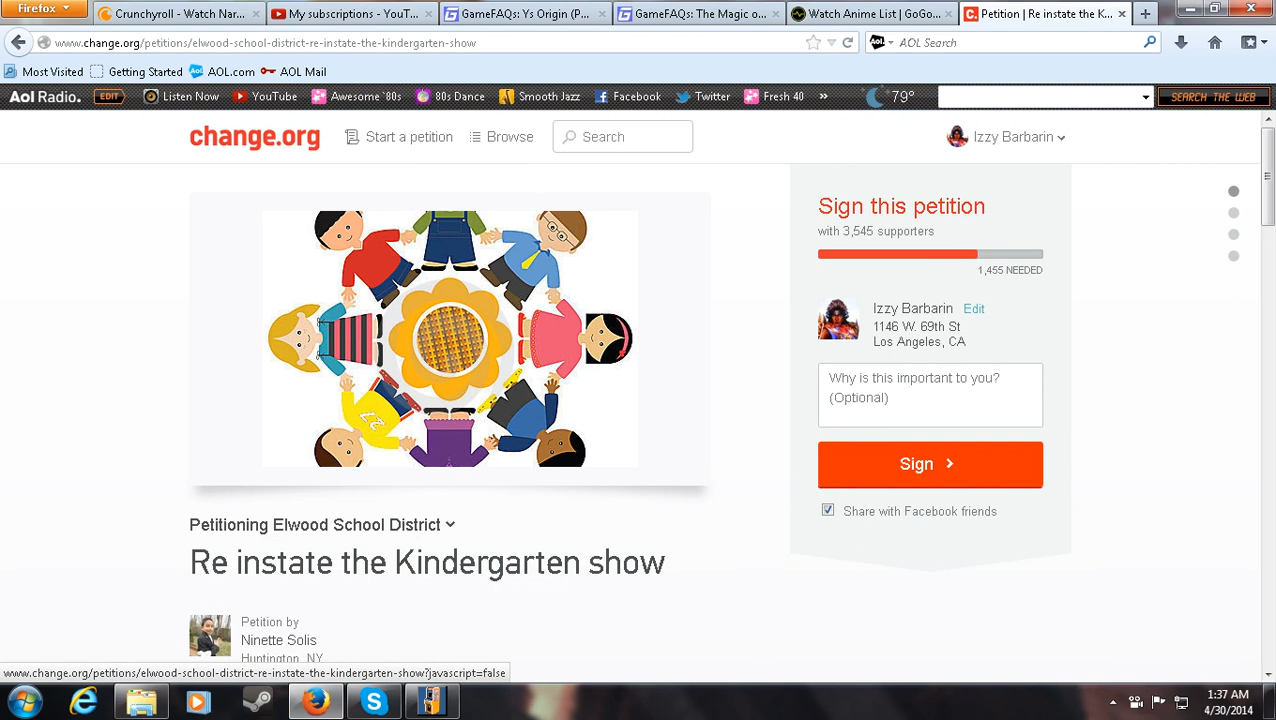 Firefox
Crunchyroll - Watch Nar...
My subscriptions - YouT...
GameFAQs: Ys Origin (P...
GameFAQs: The Magic o...
Watch Anime List | GoGo...
Petition | Re instate the K...
www.change.org/petitions/elwood-school-district-re-instate-the-kindergarten-show
Aol
AOL Search
Most Visited
Getting Started
AOL.com
AOL Mail
Aol Radio.
EDIT
Listen Now
YouTube
Awesome `80s
80s Dance
Smooth Jazz
Facebook
Twitter
Fresh 40
79°
SEARCH THE WEB
change.org
Start a petition
Browse
Search
Izzy Barbarin
Sign this petition
with 3,545 supporters
1,455 NEEDED
Izzy Barbarin Edit
1146 W. 69th St
Los Angeles, CA
Why is this important to you?
(Optional)
Sign
Share with Facebook friends
Petitioning Elwood School District
Re instate the Kindergarten show
Petition by
Ninette Solis
Huntington, NY
www.change.org/petitions/elwood-school-district-re-instate-the-kindergarten-show?javascript=false
1:37 AM
4/30/2014